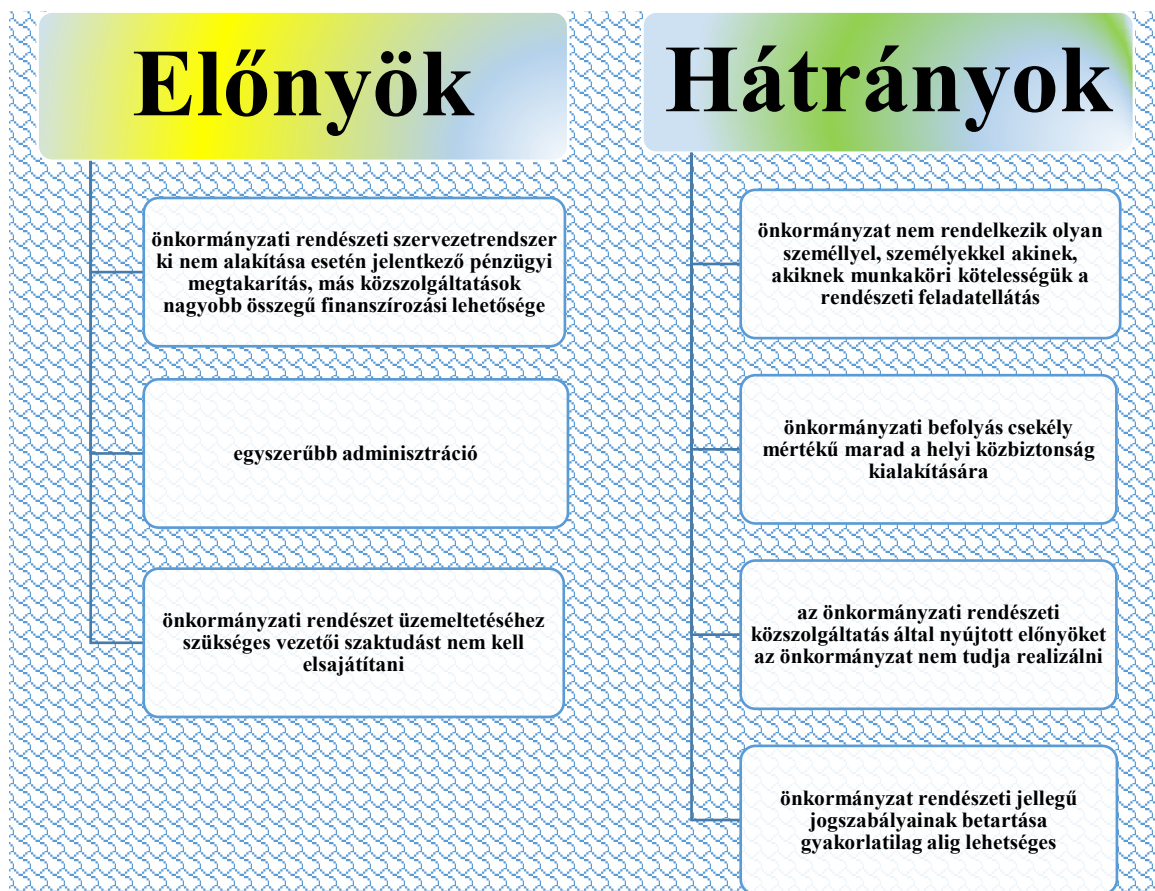 Előnyök
önkormányzati rendészeti szervezetrendszer
ki nem alakítása esetén jelentkező pénzügyi
megtakarítás, más közszolgáltatások
nagyobb összegű finanszírozási lehetősége
egyszerűbb adminisztráció
önkormányzati rendészet üzemeltetéséhez
szükséges vezetői szaktudást nem kell
elsajátítani
Hátrányok
önkormányzat nem rendelkezik olyan
személlyel, személyekkel akinek,
akiknek munkaköri kötelességük a
rendészeti feladatellátás
önkormányzati befolyás csekély
mértékű marad a helyi közbiztonság
kialakítására
az önkormányzati rendészeti
közszolgáltatás által nyújtott előnyöket
az önkormányzat nem tudja realizálni
önkormányzat rendészeti jellegű
jogszabályainak betartása
gyakorlatilag alig lehetséges